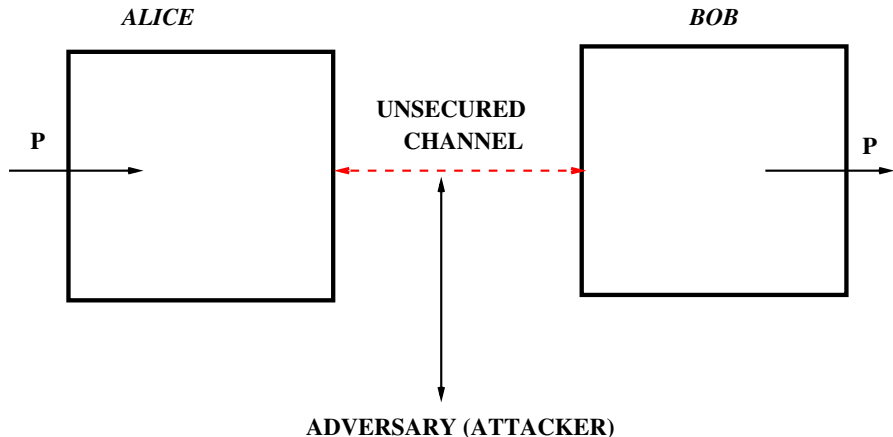 ALICE
BOB
UNSECURED
CHANNEL
P
P
ADVERSARY (ATTACKER)